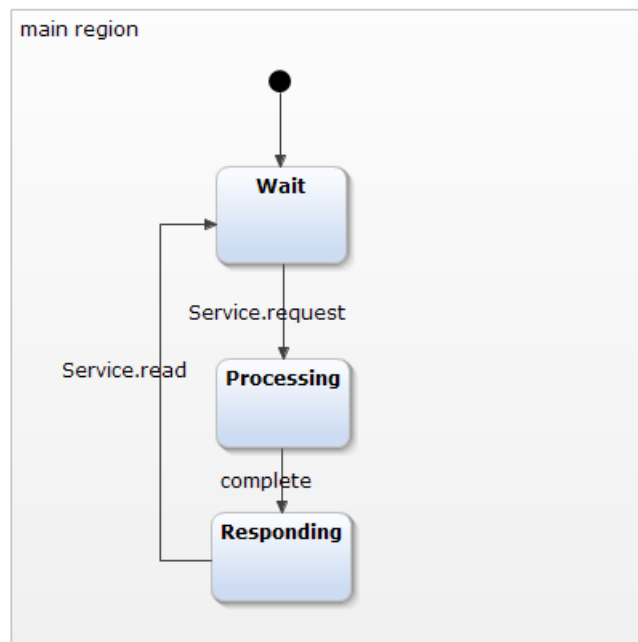 main region
Wait
Service.request
Service.read
Processing
complete
Responding